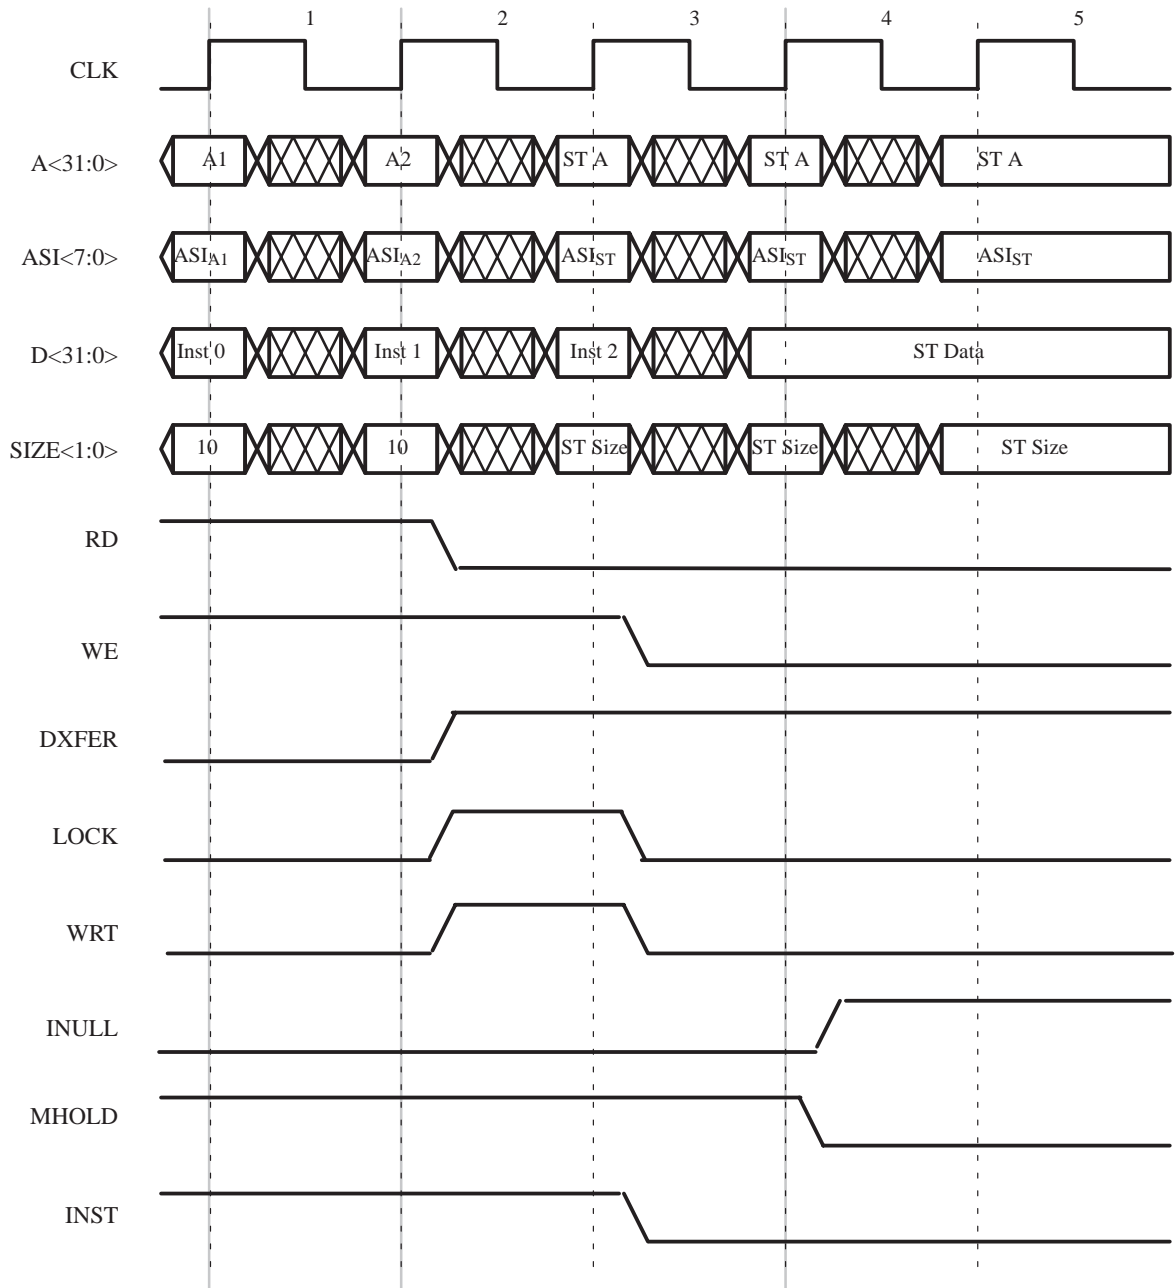 1 2 3 4 5
CLK
A<31:0> A1 A2 ST A ST A ST A
ASI<7:0> ASIA1 ASIA2 ASIST ASIST ASIST
D<31:0> Inst 0 Inst 1 Inst 2 ST Data
SIZE<1:0> 10 10 ST Size ST Size ST Size
RD
WE
DXFER
LOCK
WRT
INULL
MHOLD
INST